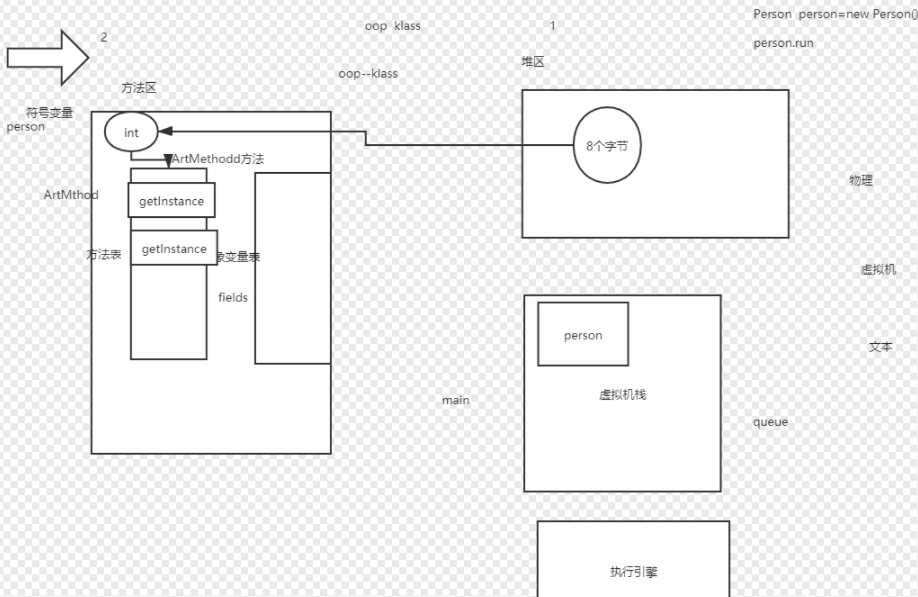 Person person=new Person()
oop klass
1
2
person.run
堆区
oop--klass
方法区
符号变量
person
int
8个字节
ArtMethodd方法
物理
ArtMthod
getInstance
getInstance
方法表
象变量表
虚拟机
fields
person
文本
虚拟机栈
main
queue
执行引擎